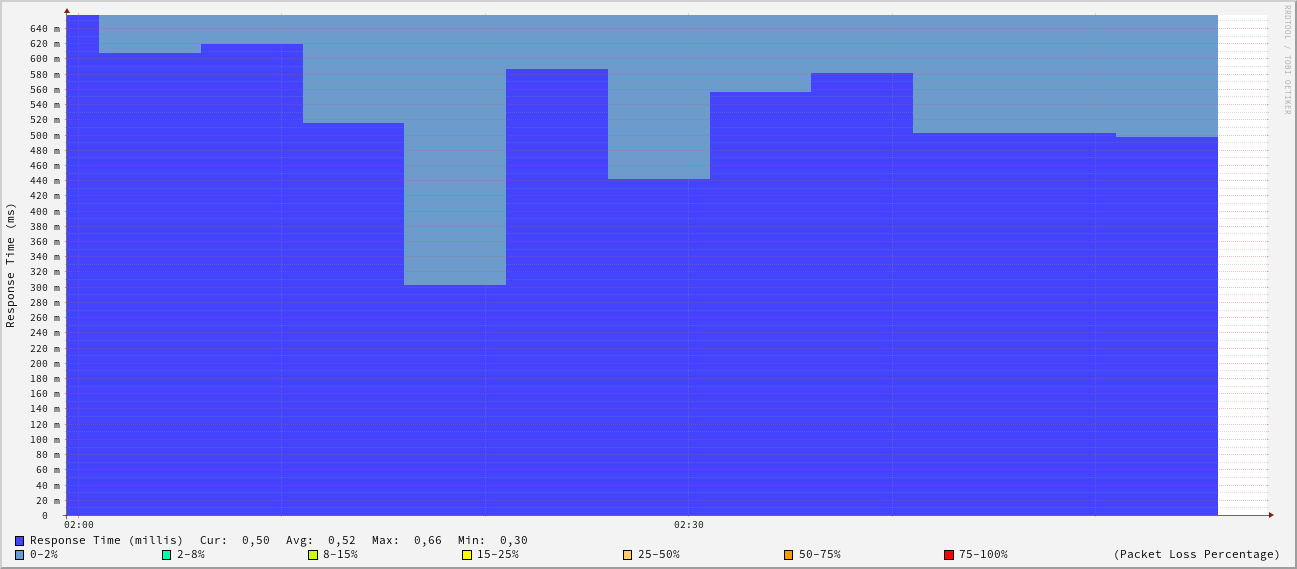 RRDTOOL / TOBI OETIKER
Response Time (ms)
640 m
620 m
600 m
580 m
560 m
540 m
520 m
500 m
480 m
460 m
440 m
420 m
400 m
380 m
360 m
340 m
320 m
300 m
280 m
260 m
240 m
220 m
200 m
180 m
160 m
140 m
120 m
100 m
80 m
60 m
40 m
20 m
0
02:00 02:30
Response Time (millis) Cur: 0,50 Avg: 0,52 Max: 0,66 Min: 0,30
0-2% 2-8% 8-15% 15-25% 25-50% 50-75% 75-100% (Packet Loss Percentage)